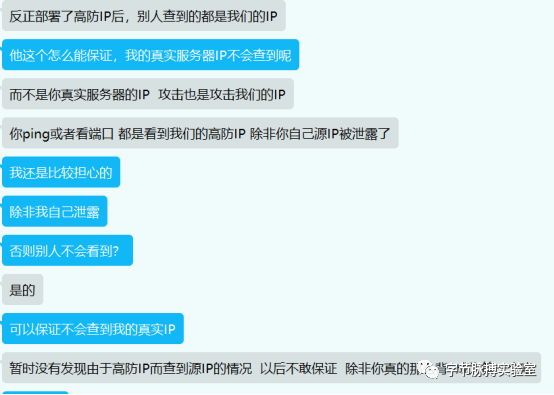 反正部署了高防IP后，别人查到的都是我们的IP
他这个怎么能保证，我的真实服务器IP不会查到呢
而不是你真实服务器的IP  攻击也是攻击我们的IP
你ping或者看端口 都是看到我们的高防IP 除非你自己源IP被泄露了
我还是比较担心的
除非我自己泄露
否则别人不会看到？
是的
可以保证不会查到我的真实IP
暂时没有发现由于高防IP而查到源IP的情况  以后不敢保证  除非你真的那
字节脉搏实验室